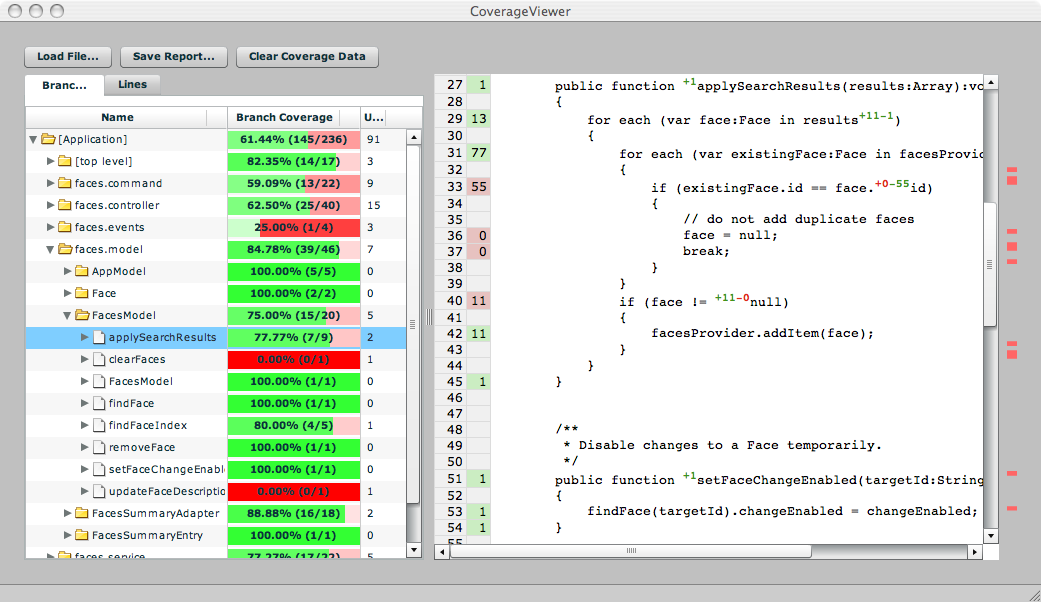 CoverageViewer
Load File... Save Report... Clear Coverage Data
Branc... Lines
Name Branch Coverage U...
[Application] 61.44% (145/236) 91
[top level] 82.35% (14/17) 3
faces.command 59.09% (13/22) 9
faces.controller 62.50% (25/40) 15
faces.events 25.00% (1/4) 3
faces.model 84.78% (39/46) 7
AppModel 100.00% (5/5) 0
Face 100.00% (2/2) 0
FacesModel 75.00% (15/20) 5
applySearchResults 77.77% (7/9) 2
clearFaces 0.00% (0/1) 1
FacesModel 100.00% (1/1) 0
findFace 100.00% (1/1) 0
findFaceIndex 80.00% (4/5) 1
removeFace 100.00% (1/1) 0
setFaceChangeEnabl 100.00% (1/1) 0
updateFaceDescriptio 0.00% (0/1) 1
FacesSummaryAdapter 88.88% (16/18) 2
FacesSummaryEntry 100.00% (1/1) 0
faces.service 77.27% (17/22) 5
27 1 public function +1applySearchResults(results:Array):vo
28 {
29 13 for each (var face:Face in results+11-1)
30 {
31 77 for each (var existingFace:Face in facesProvid
32 {
33 55 if (existingFace.id == face.+0-55id)
34 {
35 // do not add duplicate faces
36 0 face = null;
37 0 break;
38 }
39 }
40 11 if (face != +11-0null)
41 {
42 11 facesProvider.addItem(face);
43 }
44 }
45 1 }
46
47
48 /**
49 * Disable changes to a Face temporarily.
50 */
51 1 public function +1setFaceChangeEnabled(targetId:String
52 {
53 1 findFace(targetId).changeEnabled = changeEnabled;
54 1 }
55